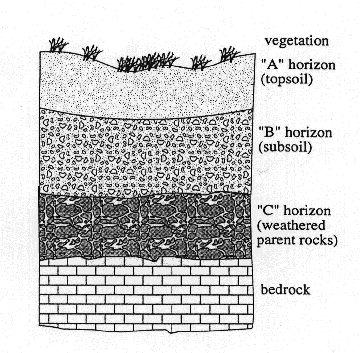 vegetation
"A" horizon
(topsoil)
"B" horizon
(subsoil)
"C" horizon
(weathered
parent rocks)
bedrock